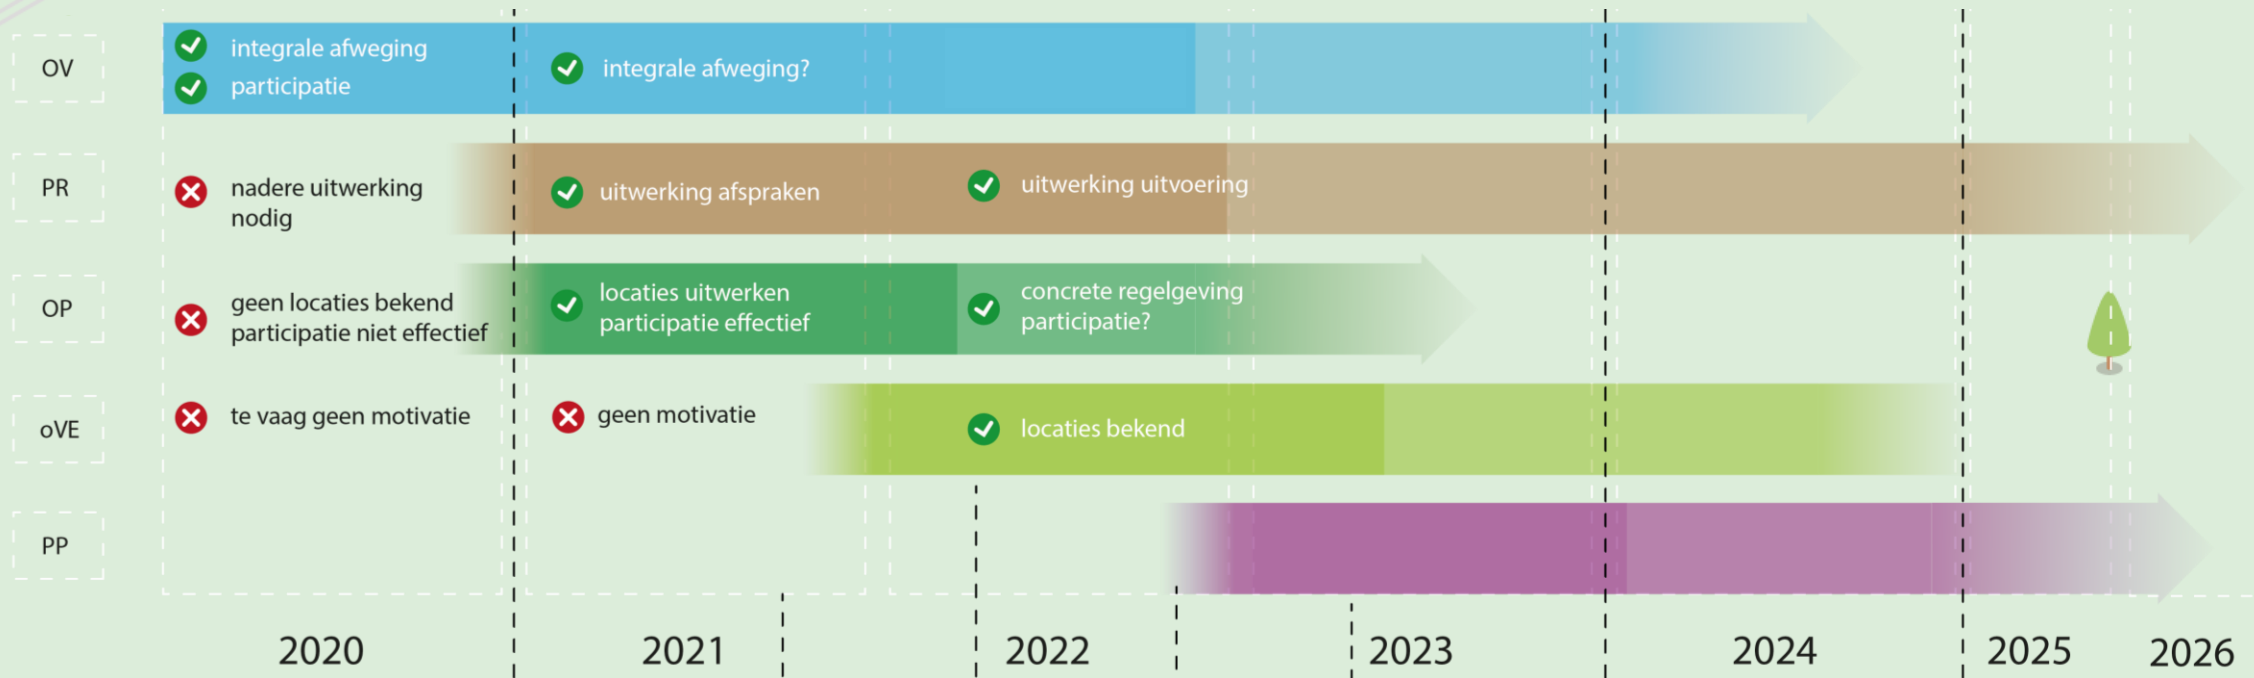 OV
integrale afweging
participatie
integrale afweging?
PR
nadere uitwerking
nodig
uitwerking afspraken
uitwerking uitvoering
OP
geen locaties bekend
participatie niet effectief
locaties uitwerken
participatie effectief
concrete regelgeving
participatie?
oVE
te vaag geen motivatie
geen motivatie
locaties bekend
PP
2020
2021
2022
2023
2024
2025
2026